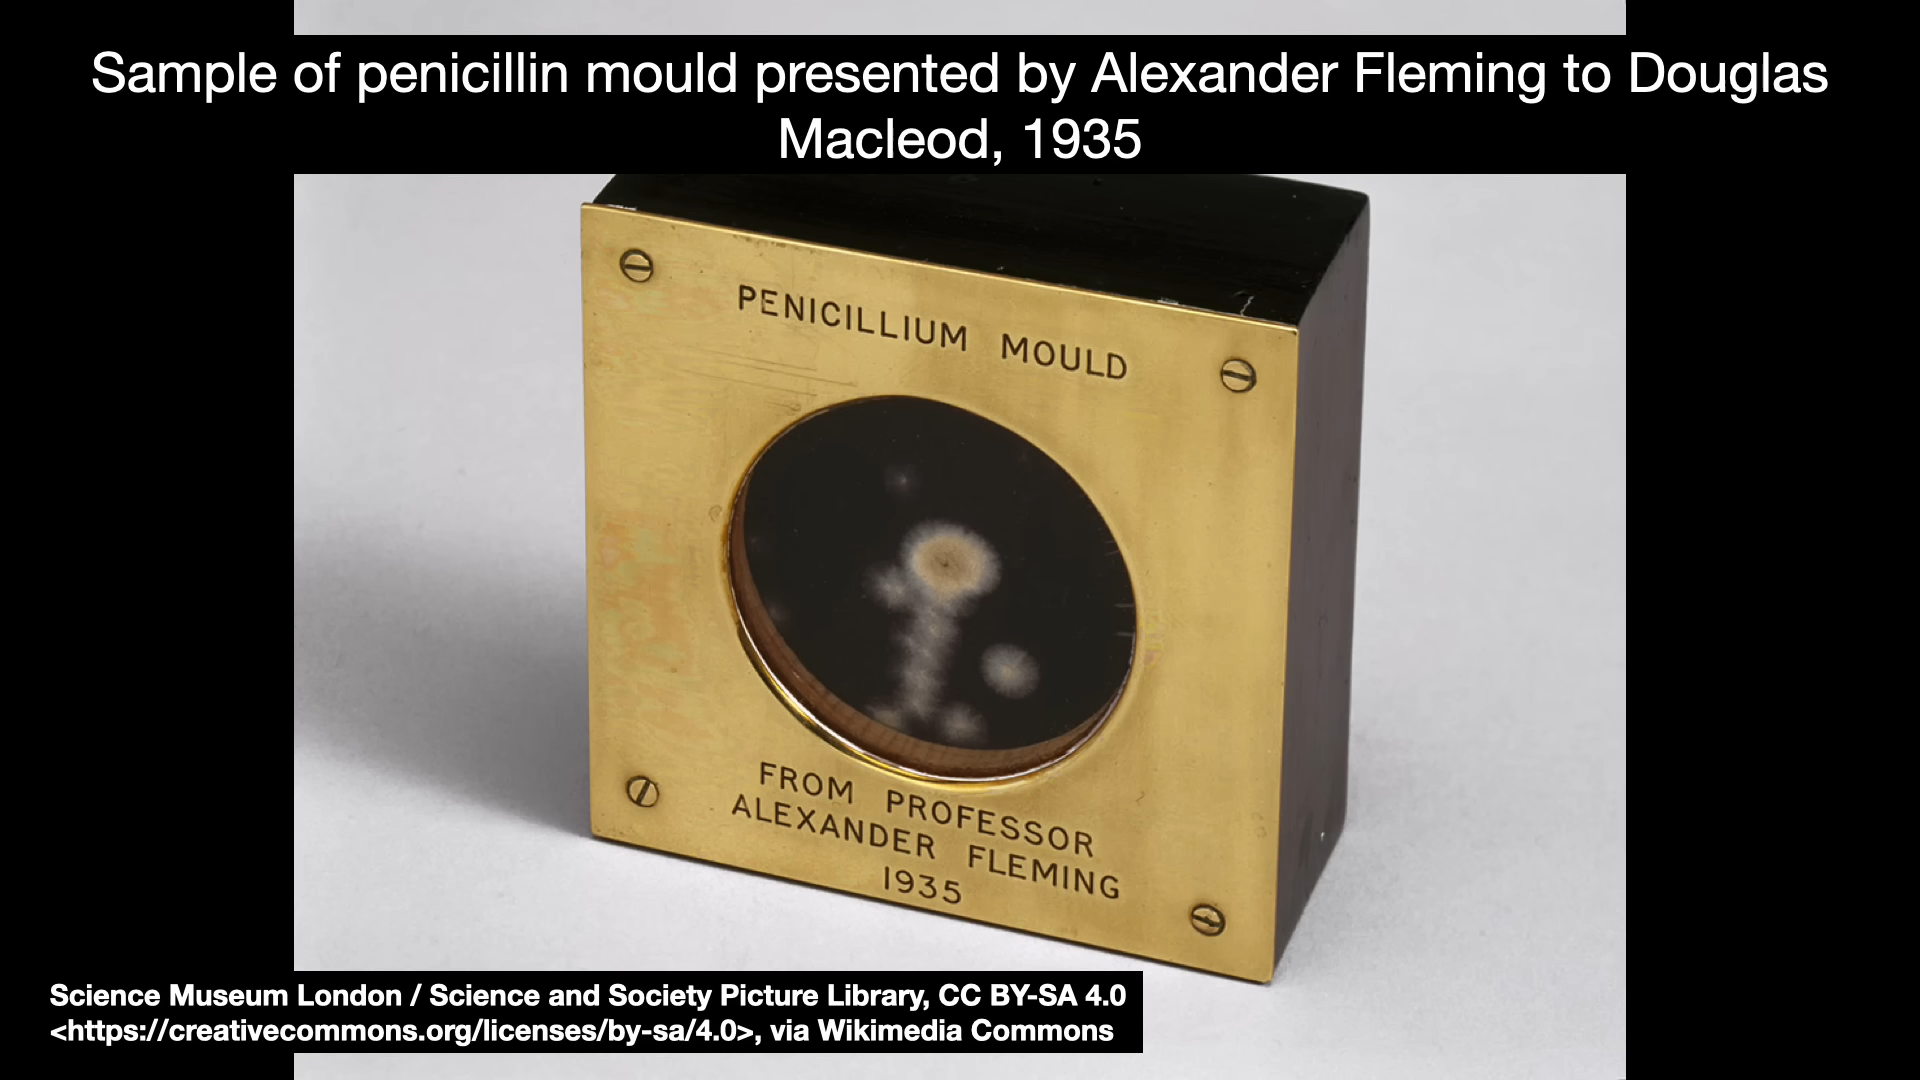 Sample of penicillin mould presented by Alexander Fleming to Douglas
Macleod, 1935
PENICILLIUM MOULD
FROM PROFESSOR
ALEXANDER FLEMING
1935
Science Museum London / Science and Society Picture Library, CC BY-SA 4.0
<https://creativecommons.org/licenses/by-sa/4.0>, via Wikimedia Commons